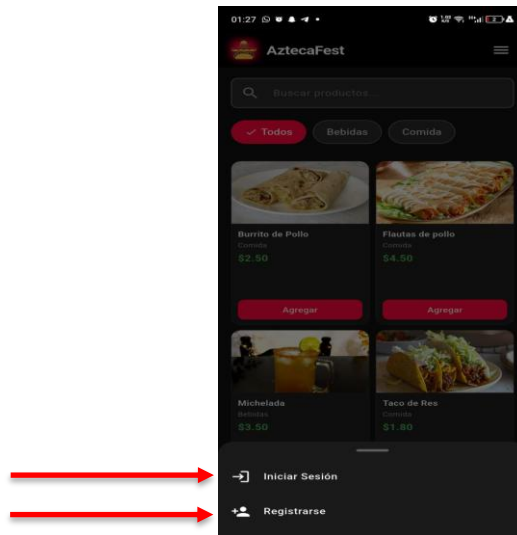 01:27
AztecaFest
Buscar productos...
Todos Bebidas Comida
Burrito de Pollo Flautas de pollo
Comida Comida
$2.50 $4.50
Agregar Agregar
Michelada Taco de Res
Bebidas Comida
$3.50 $1.80
Iniciar Sesión
Registrarse